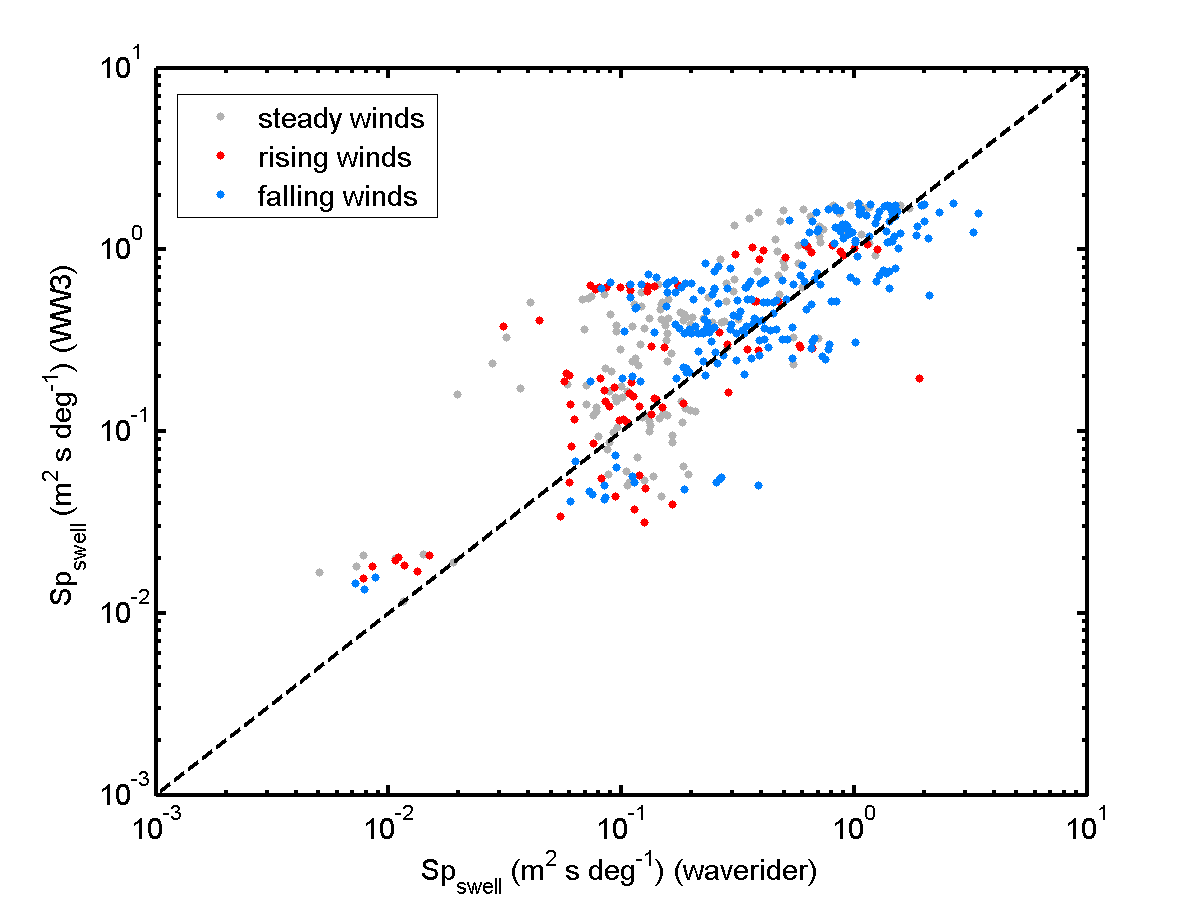 steady winds
rising winds
falling winds
10^1
10^0
10^-1
10^-2
10^-3
Sp_swell (m^2 s deg^-1) (WW3)
10^-3
10^-2
10^-1
10^0
10^1
Sp_swell (m^2 s deg^-1) (waverider)